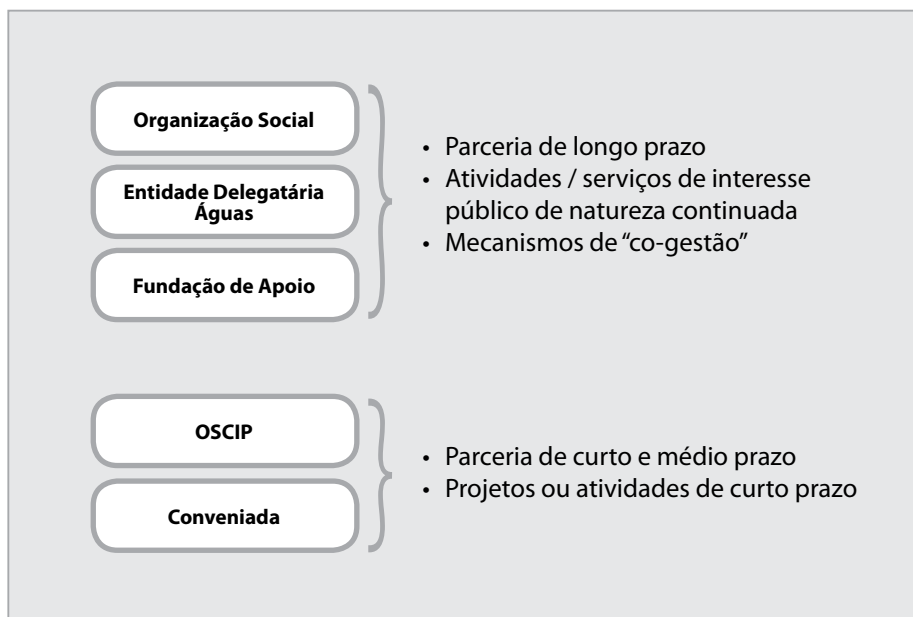 Organização Social
Entidade Delegatária
Águas
Fundação de Apoio
• Parceria de longo prazo
• Atividades / serviços de interesse
público de natureza continuada
• Mecanismos de “co-gestão”
OSCIP
Conveniada
• Parceria de curto e médio prazo
• Projetos ou atividades de curto prazo